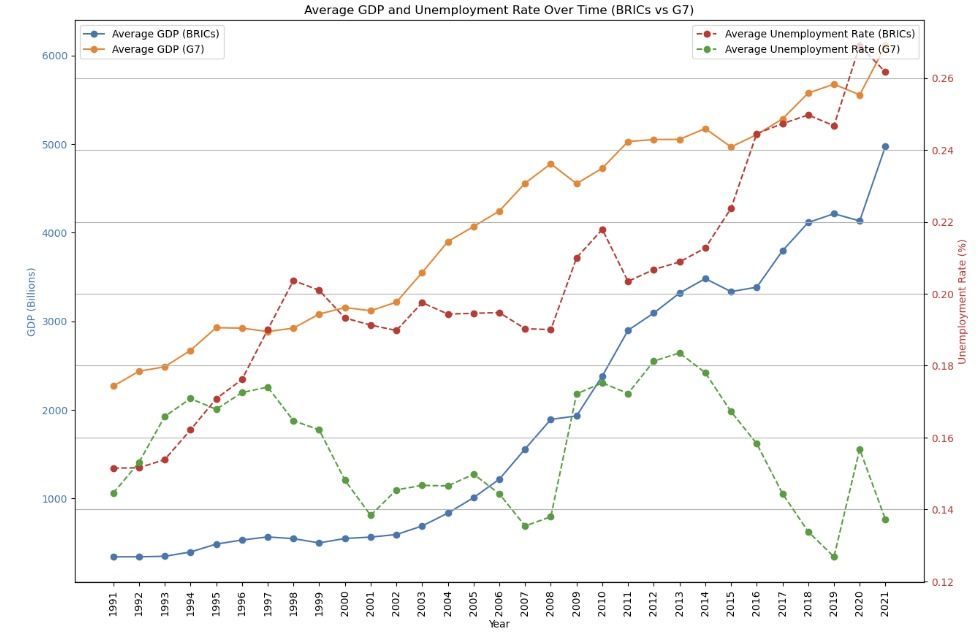 Average GDP and Unemployment Rate Over Time (BRICs vs G7)
Average GDP (BRICs)
Average GDP (G7)
Average Unemployment Rate (BRICs)
Average Unemployment Rate (G7)
6000
5000
4000
3000
2000
1000
GDP (Billions)
0.26
0.24
0.22
0.20
0.18
0.16
0.14
0.12
Unemployment Rate (%)
1991 1992 1993 1994 1995 1996 1997 1998 1999 2000 2001 2002 2003 2004 2005 2006 2007 2008 2009 2010 2011 2012 2013 2014 2015 2016 2017 2018 2019 2020 2021
Year